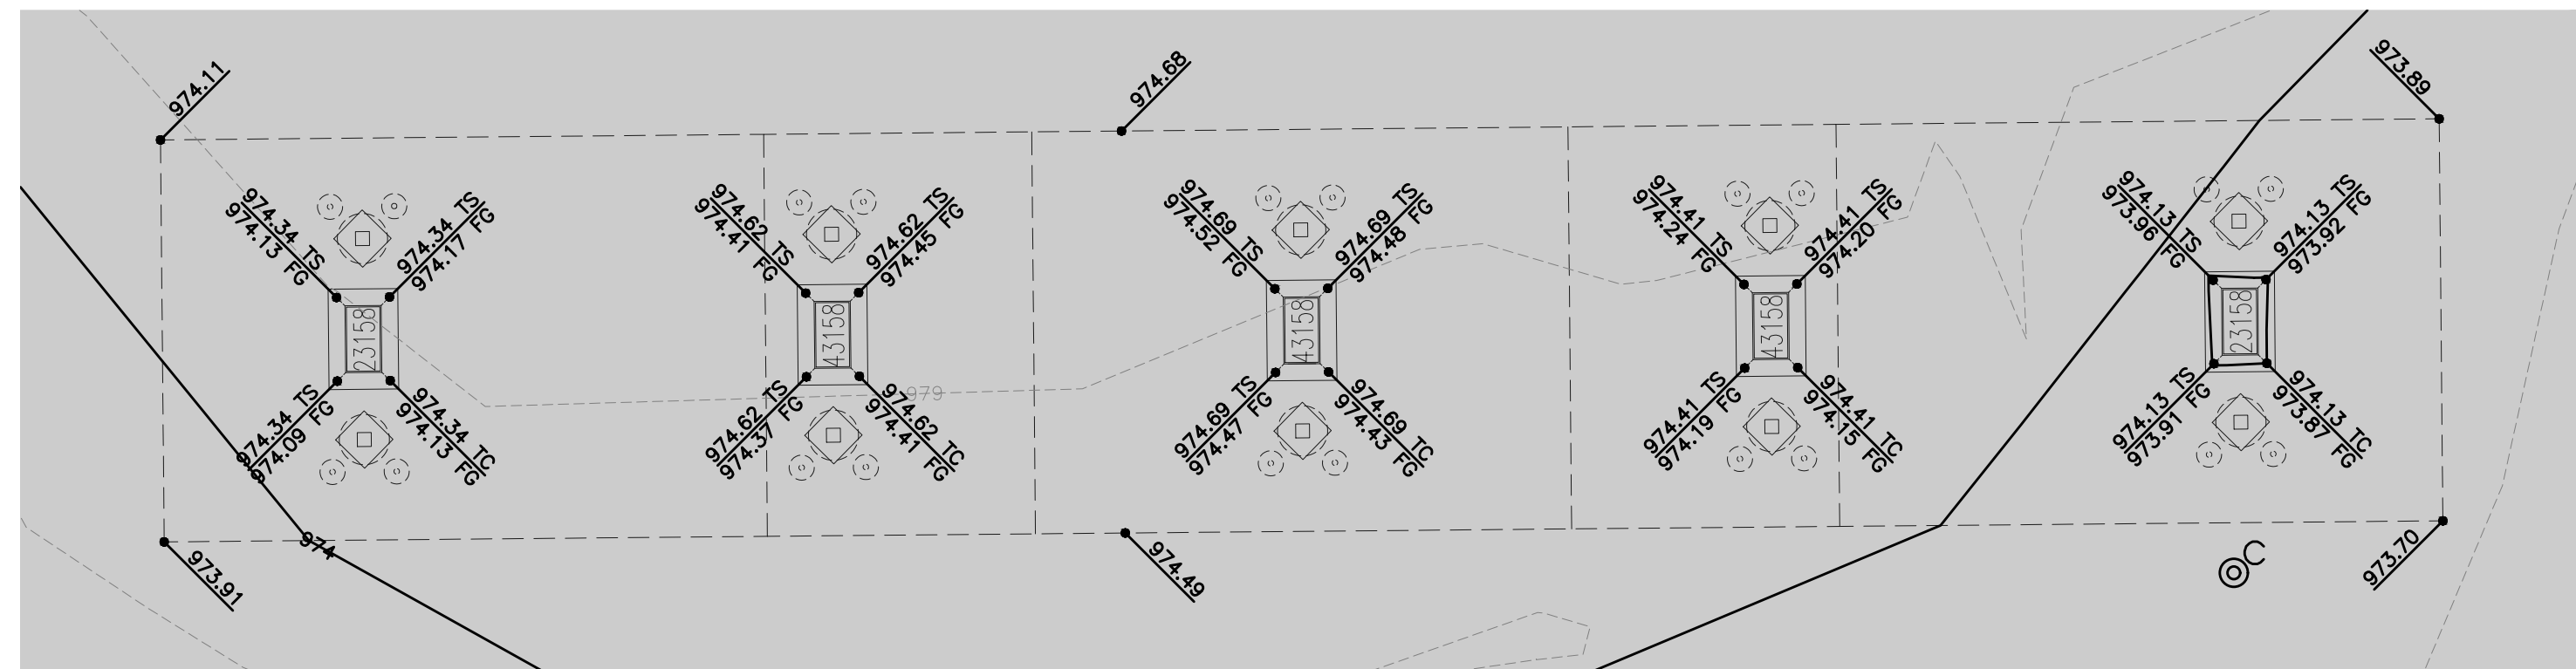 974.11
974.68
973.89
974.34 TS
974.13 FG
974.34 TS
974.17 FG
974.62 TS
974.41 FG
974.62 TS
974.45 FG
974.69 TS
974.52 FG
974.69 TS
974.48 FG
974.41 TS
974.24 FG
974.41 TS
974.20 FG
974.13 TS
973.96 FG
974.13 TS
973.92 FG
23158
43158
43158
43158
23158
979
974.34 TS
974.09 FG
974.34 TC
974.13 FG
974.62 TS
974.37 FG
974.62 TC
974.41 FG
974.69 TS
974.47 FG
974.69 TC
974.43 FG
974.41 TS
974.19 FG
974.41 TC
974.15 FG
974.13 TS
973.91 FG
974.13 TC
973.87 FG
974
973.91
974.49
C
973.70